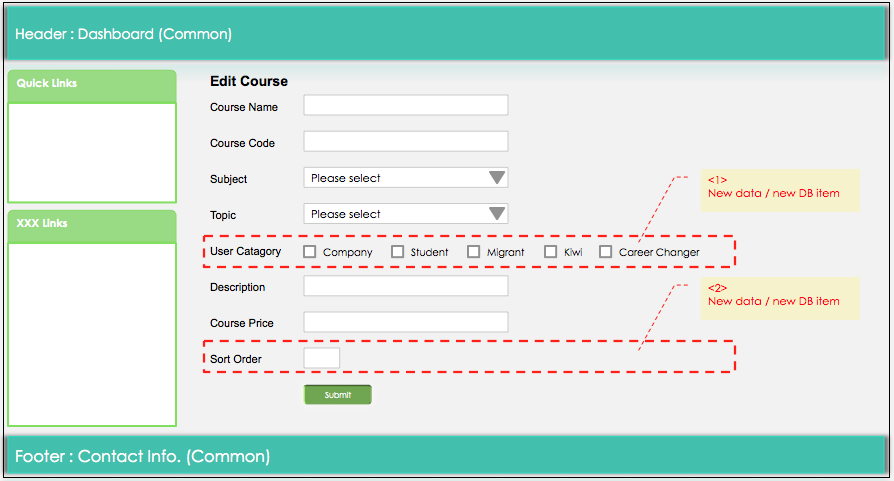 Header : Dashboard (Common)
Quick Links
XXX Links
Edit Course
Course Name
Course Code
Subject Please select
Topic Please select
User Catagory Company Student Migrant Kiwi Career Changer
Description
Course Price
Sort Order
Submit
<1>
New data / new DB item
<2>
New data / new DB item
Footer : Contact Info. (Common)